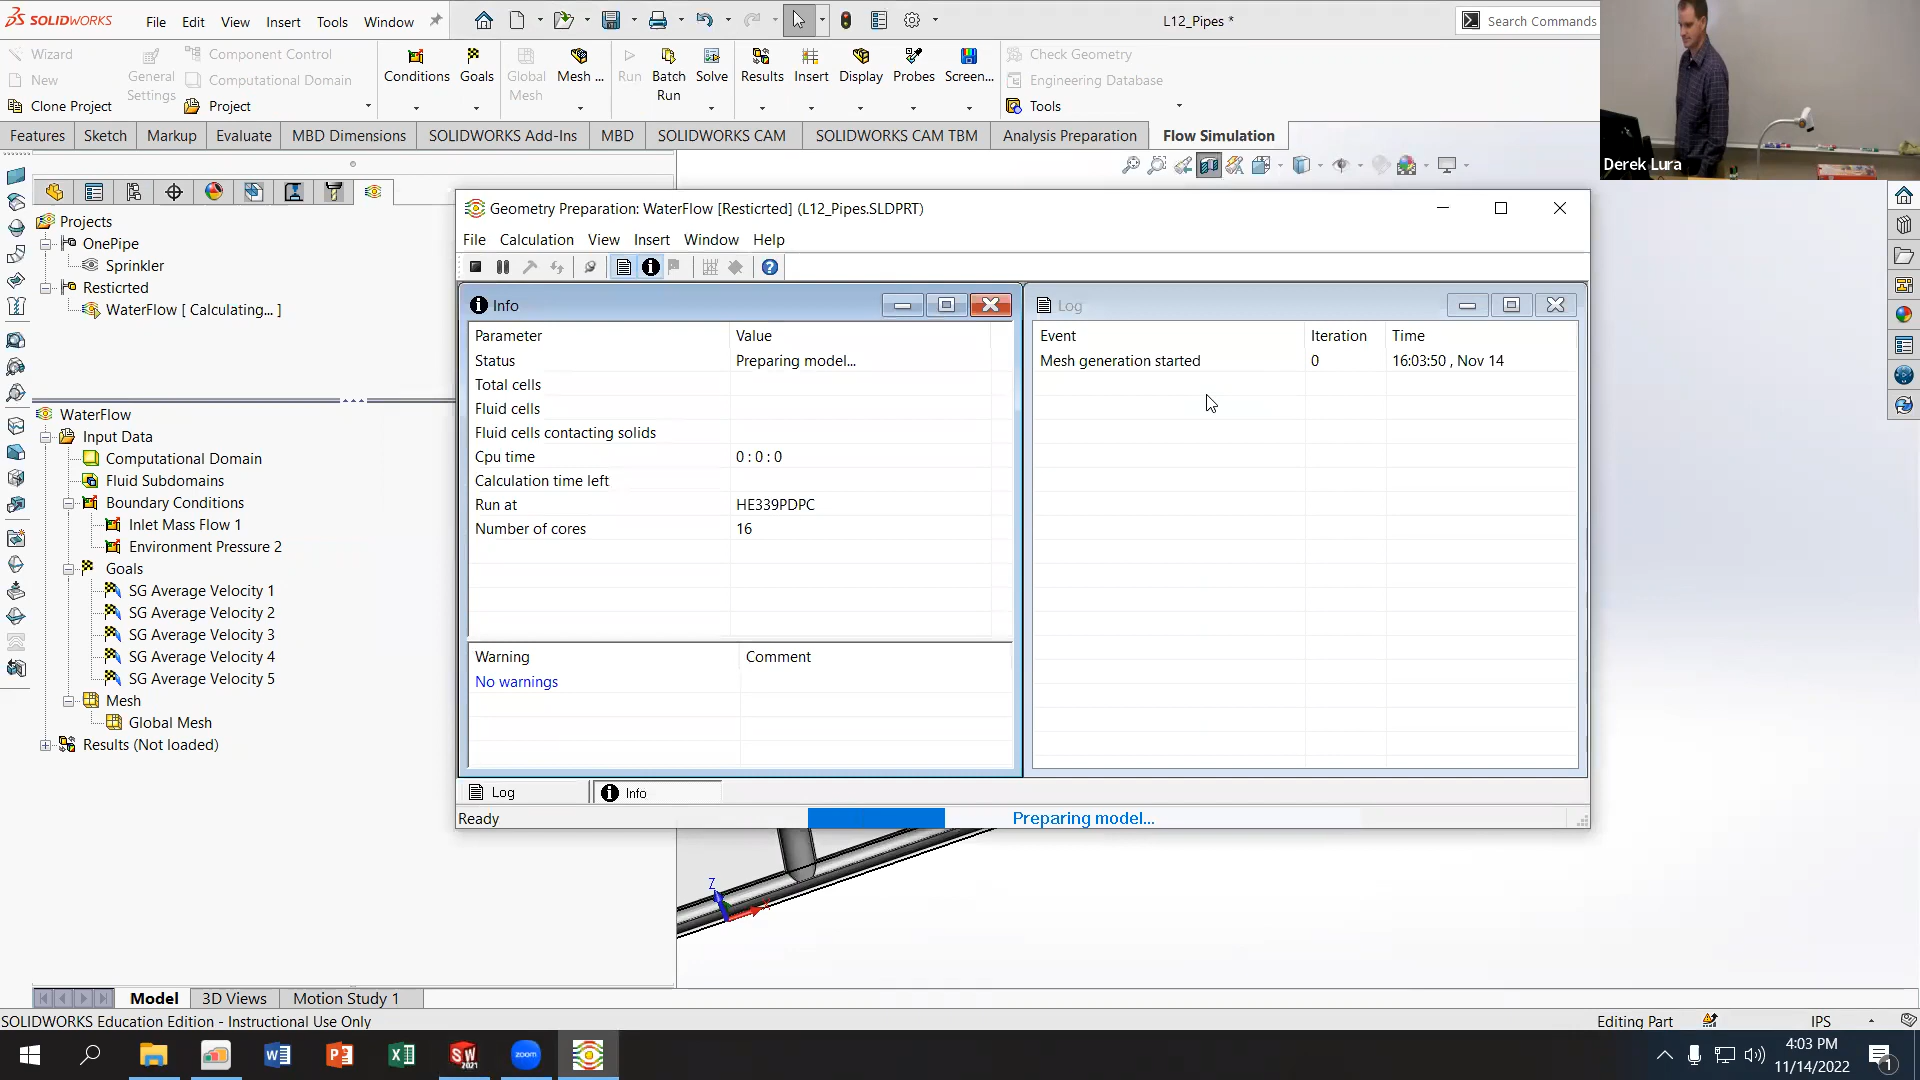 SOLIDWORKS File Edit View Insert Tools Window L12_Pipes * Search Commands
Wizard Component Control Check Geometry
New General Settings Computational Domain Conditions Goals Global Mesh Mesh ... Run Batch Run Solve Results Insert Display Probes Screen... Engineering Database
Clone Project Project Tools
Features Sketch Markup Evaluate MBD Dimensions SOLIDWORKS Add-Ins MBD SOLIDWORKS CAM SOLIDWORKS CAM TBM Analysis Preparation Flow Simulation
Derek Lura
Projects
OnePipe
Sprinkler
Resticrted
WaterFlow [ Calculating... ]
WaterFlow
Input Data
Computational Domain
Fluid Subdomains
Boundary Conditions
Inlet Mass Flow 1
Environment Pressure 2
Goals
SG Average Velocity 1
SG Average Velocity 2
SG Average Velocity 3
SG Average Velocity 4
SG Average Velocity 5
Mesh
Global Mesh
Results (Not loaded)
Geometry Preparation: WaterFlow [Resticrted] (L12_Pipes.SLDPRT)
File Calculation View Insert Window Help
Info
Parameter Value
Status Preparing model...
Total cells
Fluid cells
Fluid cells contacting solids
Cpu time 0 : 0 : 0
Calculation time left
Run at HE339PDPC
Number of cores 16
Warning Comment
No warnings
Log
Event Iteration Time
Mesh generation started 0 16:03:50 , Nov 14
Log Info
Ready Preparing model...
Z
Model 3D Views Motion Study 1
SOLIDWORKS Education Edition - Instructional Use Only Editing Part IPS
SW 2021 zoom
4:03 PM
11/14/2022
1